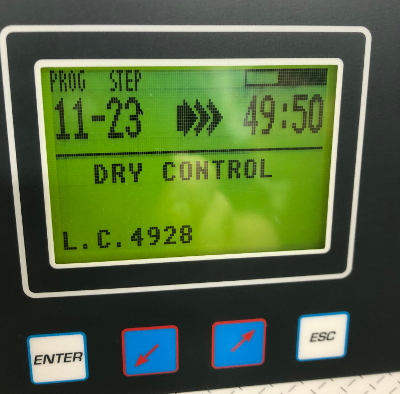 PROG STEP
11-23 49:50
DRY CONTROL
L.C.4928
ENTER
ESC